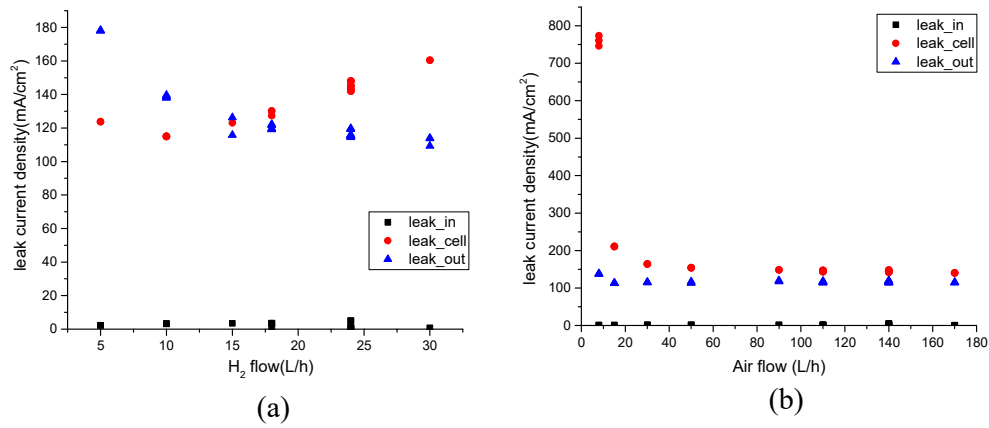 180
160
140
120
100
80
60
40
20
0
leak current density(mA/cm²)
leak_in
leak_cell
leak_out
5 10 15 20 25 30
H₂ flow(L/h)
(a)
800
700
600
500
400
300
200
100
0
leak current density(mA/cm²)
leak_in
leak_cell
leak_out
0 20 40 60 80 100 120 140 160 180
Air flow (L/h)
(b)